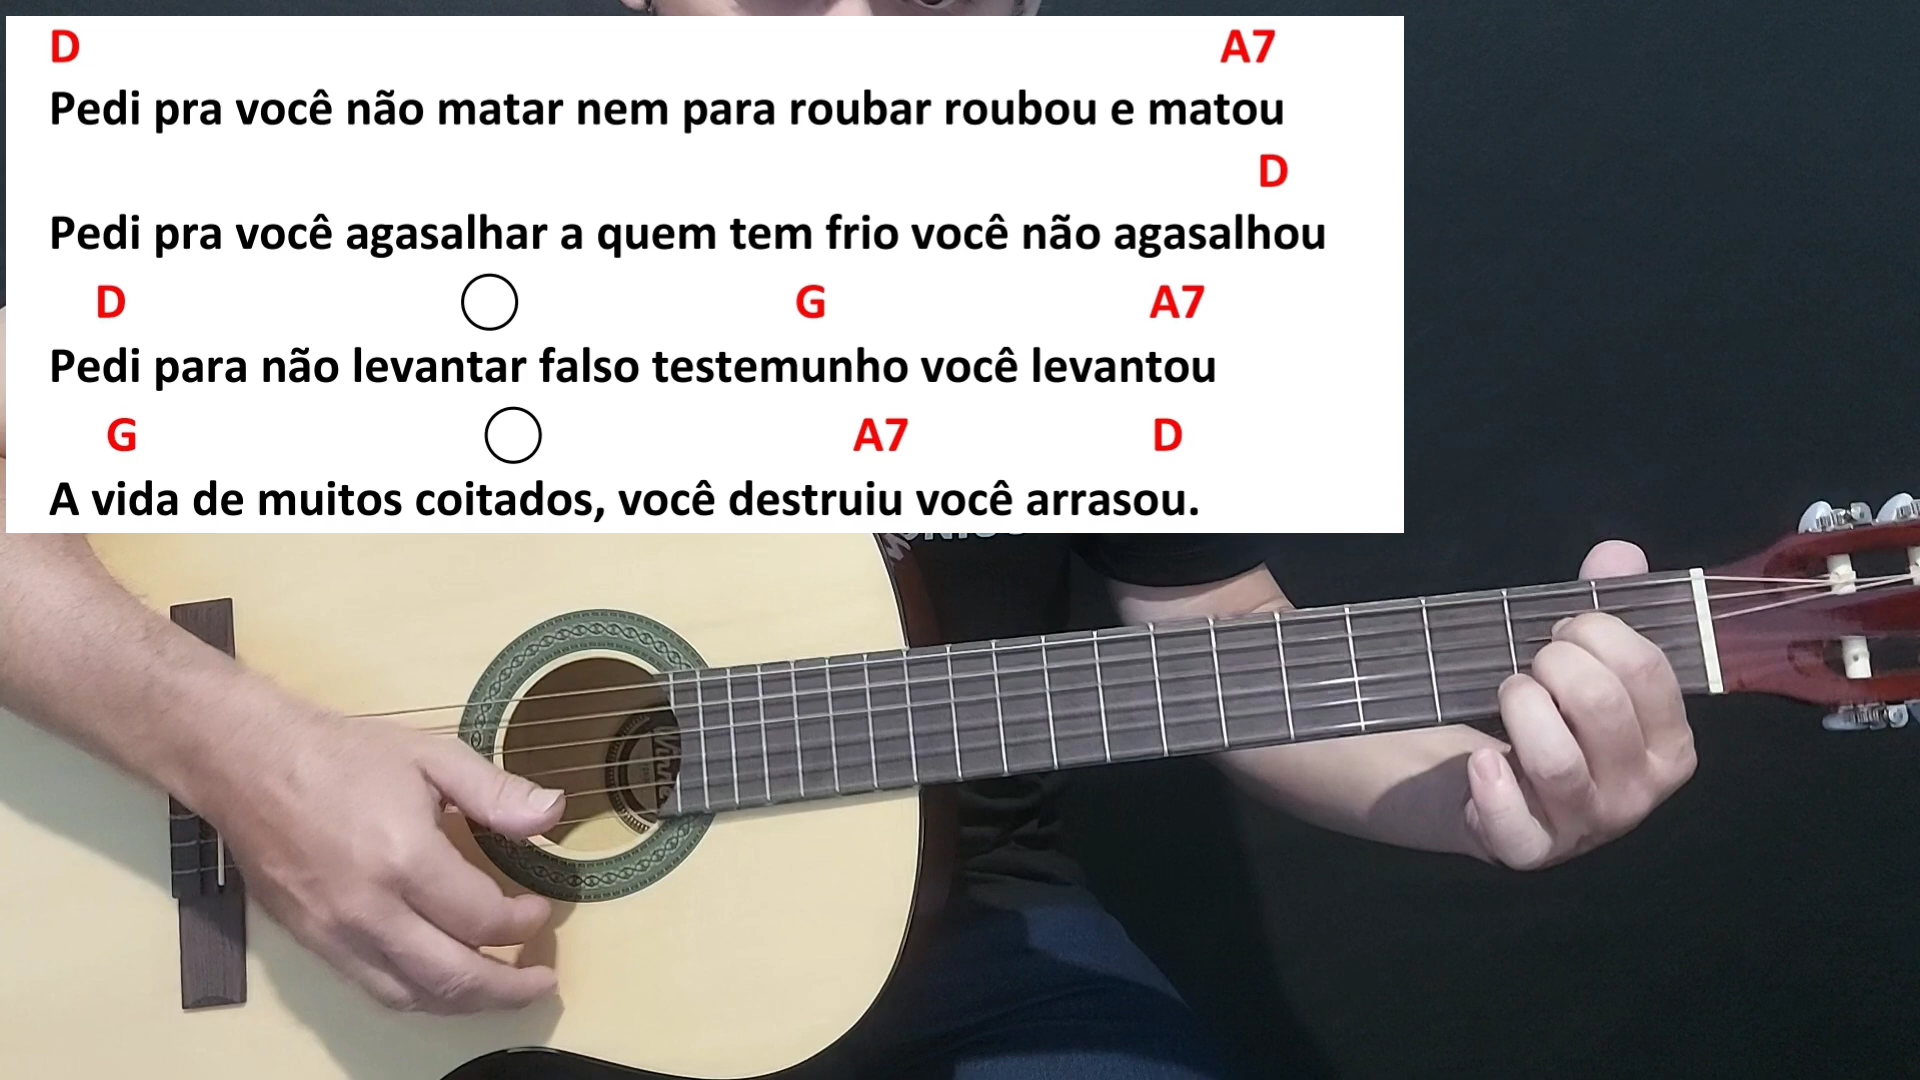 D A7
Pedi pra você não matar nem para roubar roubou e matou
D
Pedi pra você agasalhar a quem tem frio você não agasalhou
D G A7
Pedi para não levantar falso testemunho você levantou
G A7 D
A vida de muitos coitados, você destruiu você arrasou.